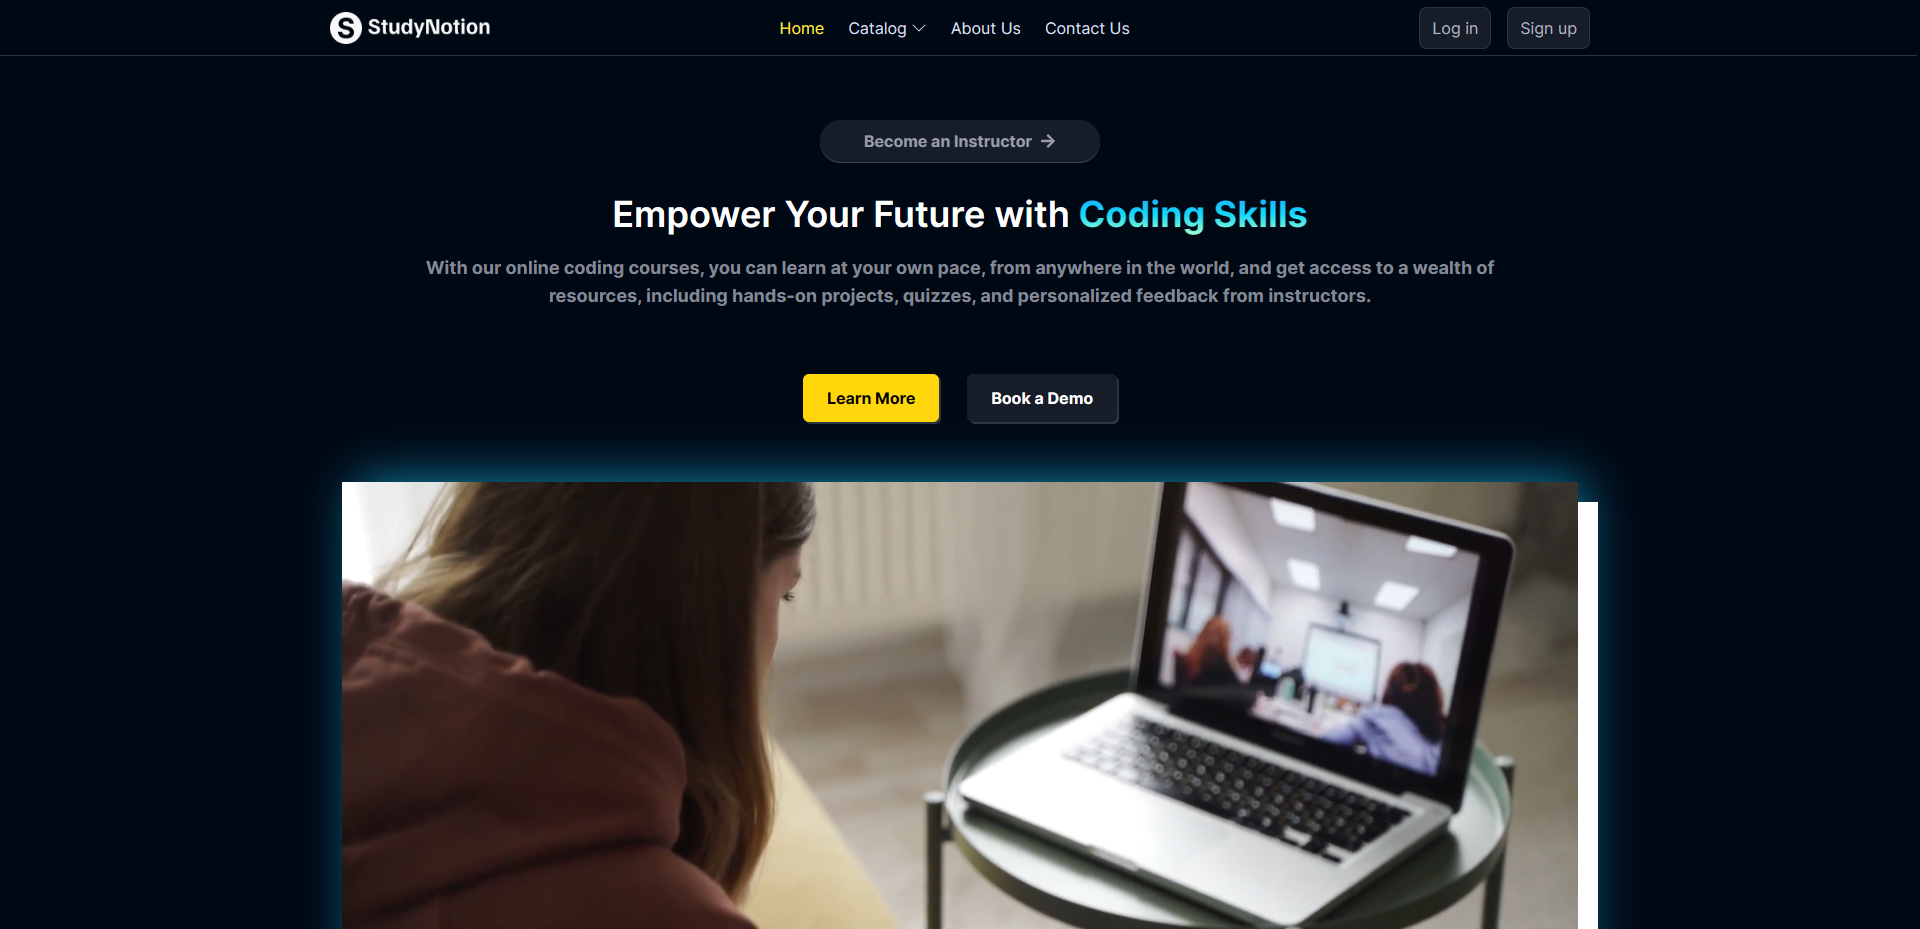 StudyNotion
Home Catalog About Us Contact Us
Log in Sign up
Become an Instructor
Empower Your Future with Coding Skills
With our online coding courses, you can learn at your own pace, from anywhere in the world, and get access to a wealth of
resources, including hands-on projects, quizzes, and personalized feedback from instructors.
Learn More Book a Demo